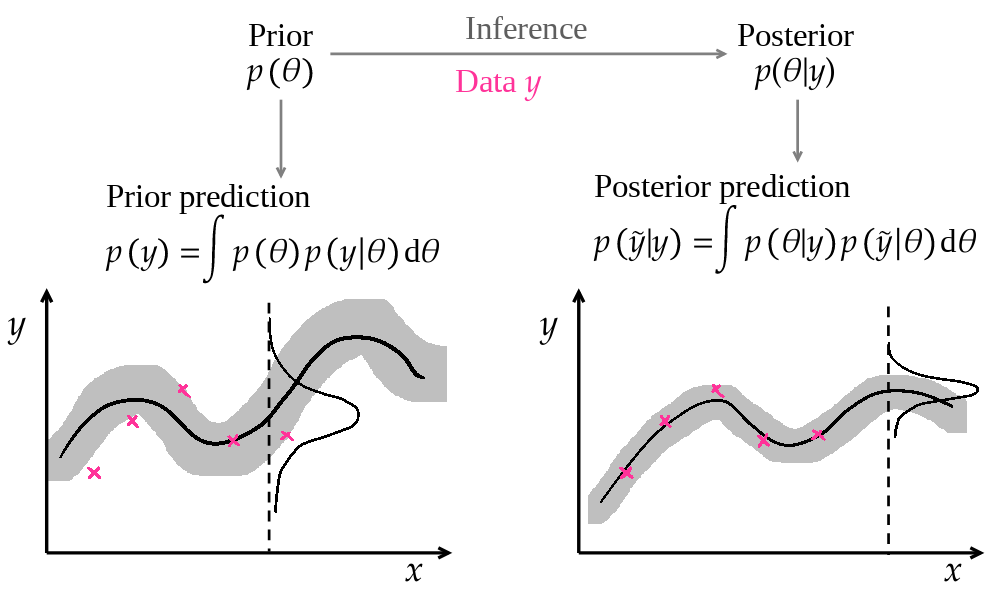 Prior
p (θ)
Inference
Data y
Posterior
p(θ|y)
Prior prediction
p (y) = ∫ p (θ) p (y|θ) dθ
Posterior prediction
p (ỹ|y) = ∫ p (θ|y) p (ỹ|θ) dθ
y
x
y
x